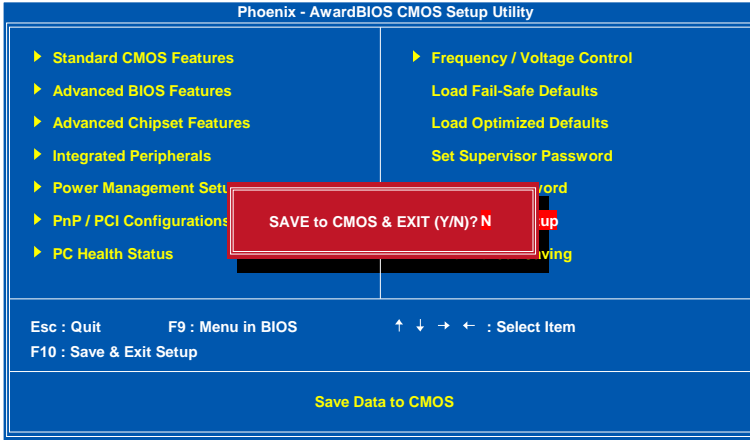 Phoenix - AwardBIOS CMOS Setup Utility
Standard CMOS Features
Advanced BIOS Features
Advanced Chipset Features
Integrated Peripherals
Power Management Setu
PnP / PCI Configurations
PC Health Status
Frequency / Voltage Control
Load Fail-Safe Defaults
Load Optimized Defaults
Set Supervisor Password
word
up
ving
SAVE to CMOS & EXIT (Y/N)? N
Esc : Quit F9 : Menu in BIOS ↑ ↓ → ← : Select Item
F10 : Save & Exit Setup
Save Data to CMOS